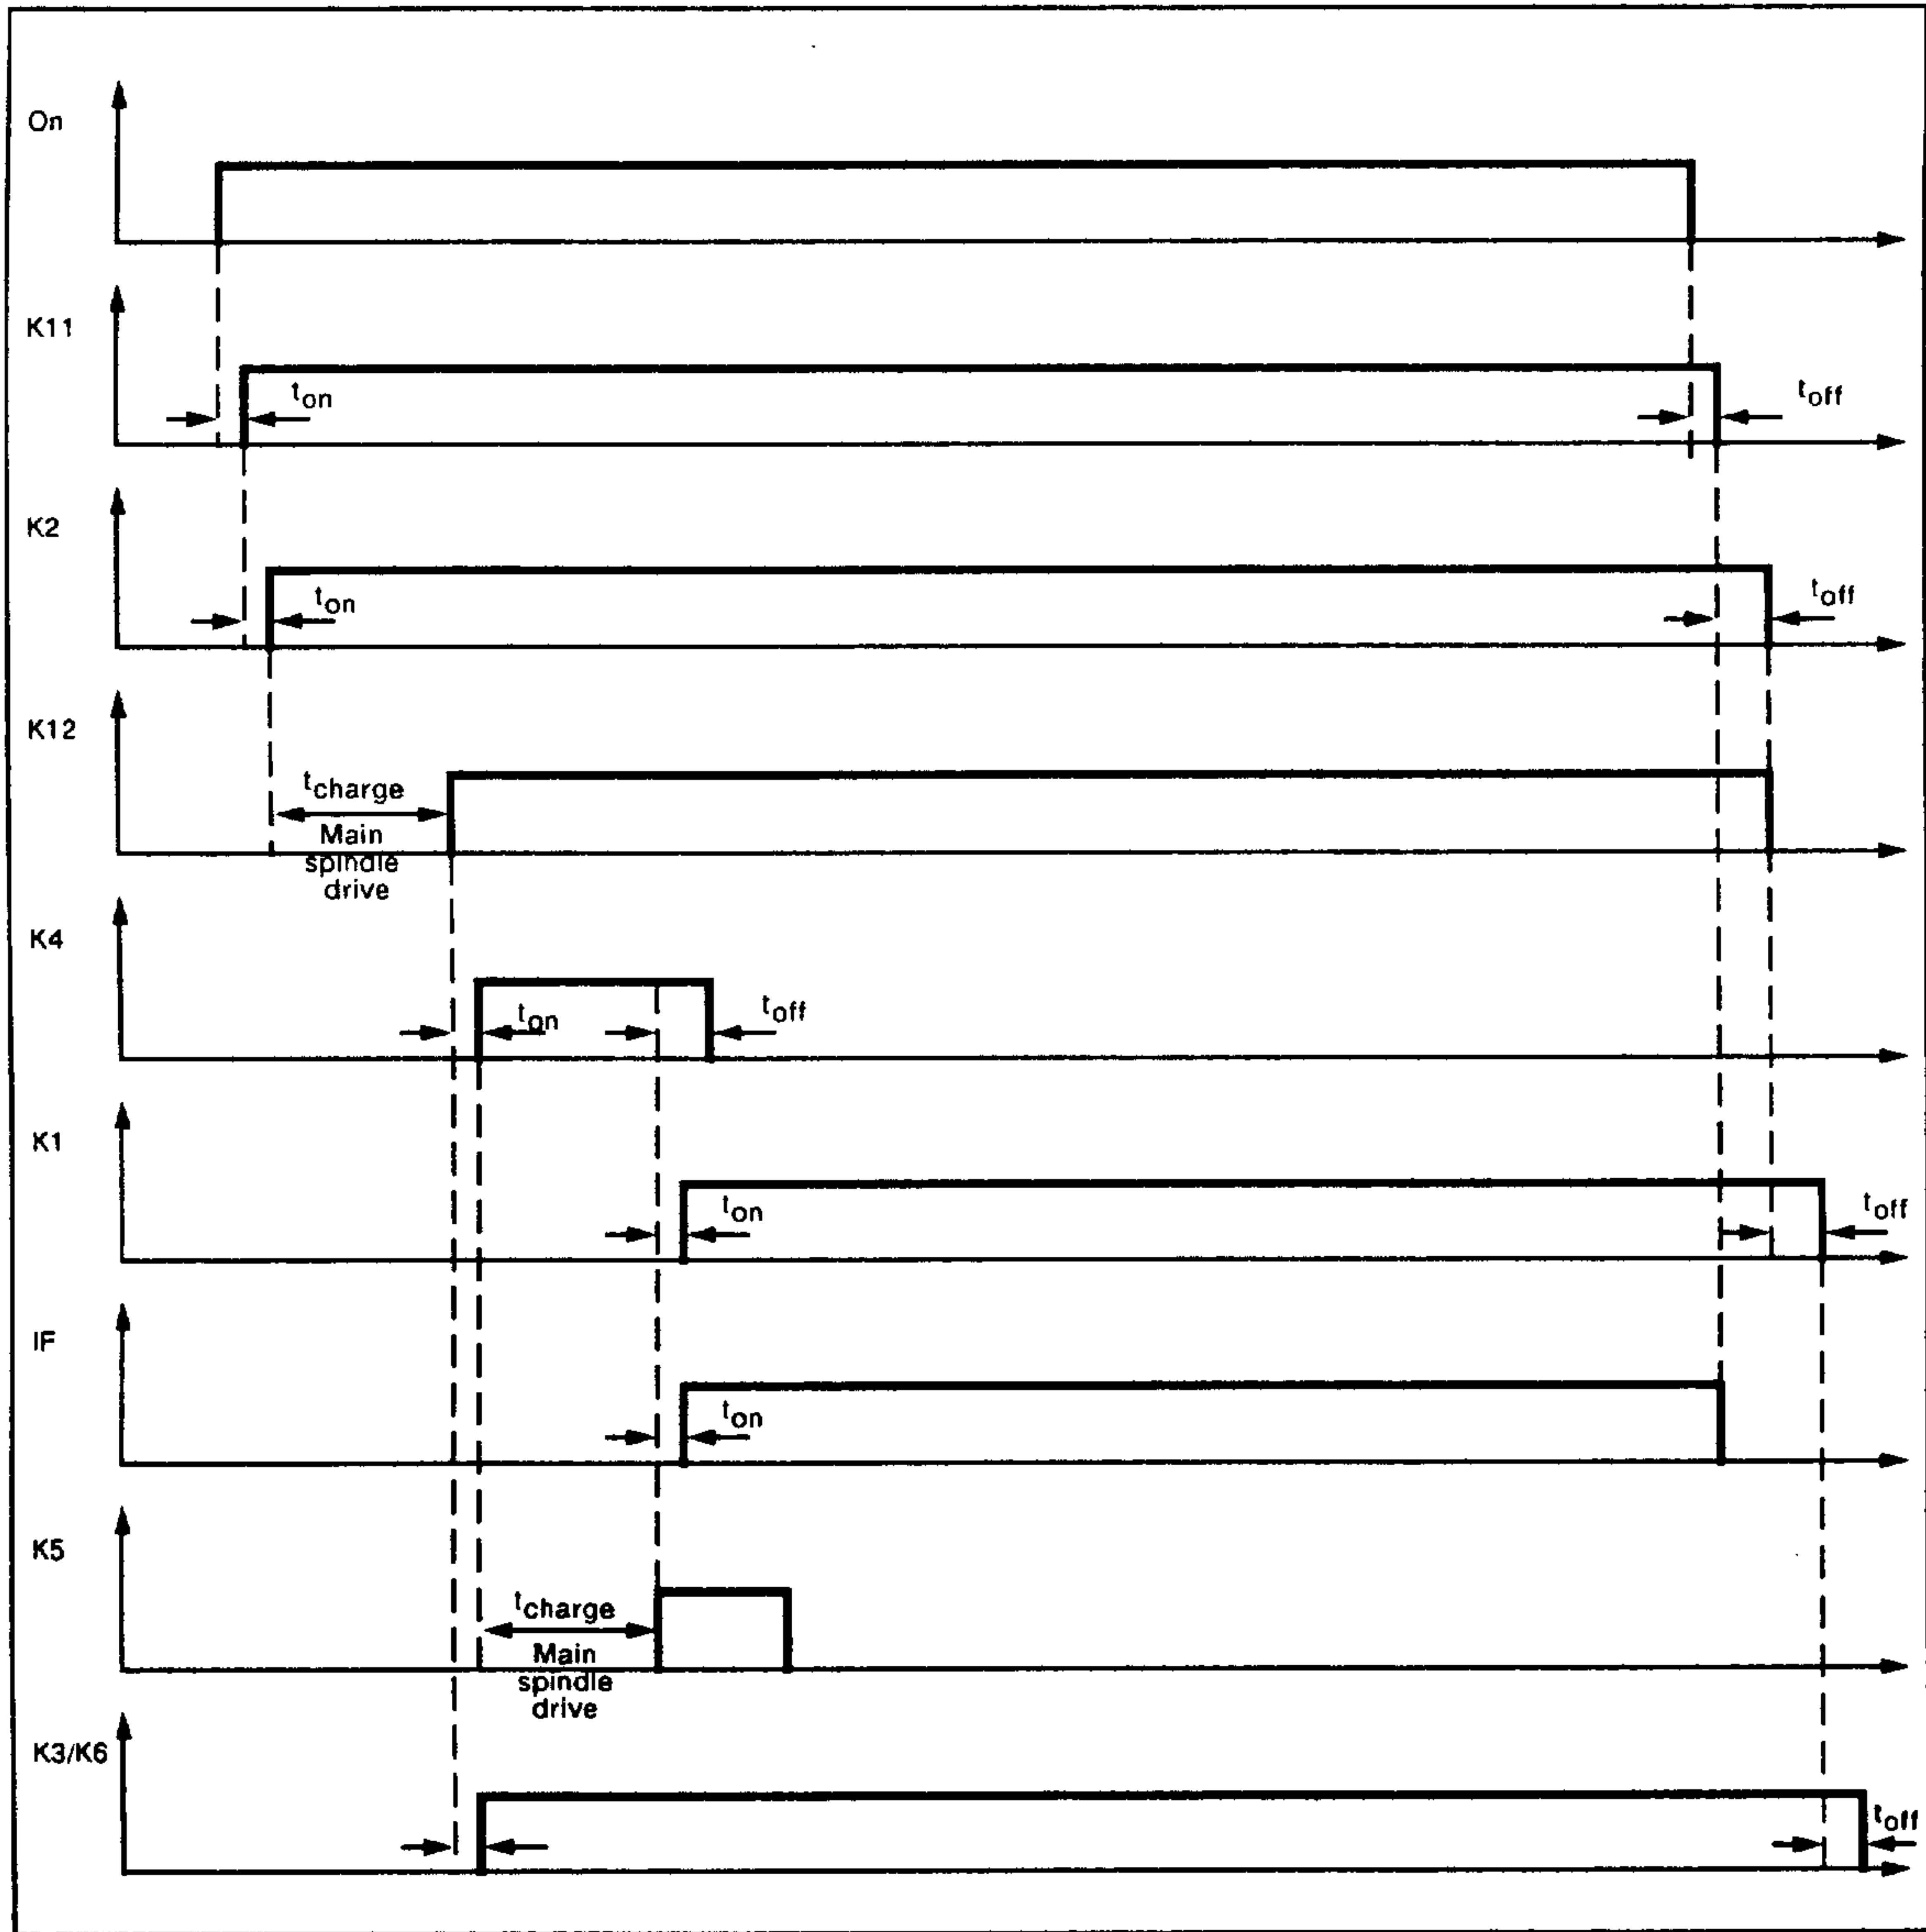 On
K11
ton
toff
K2
ton
toff
K12
tcharge
Main
spindle
drive
K4
ton
toff
K1
ton
toff
IF
ton
K5
tcharge
Main
spindle
drive
K3/K6
toff